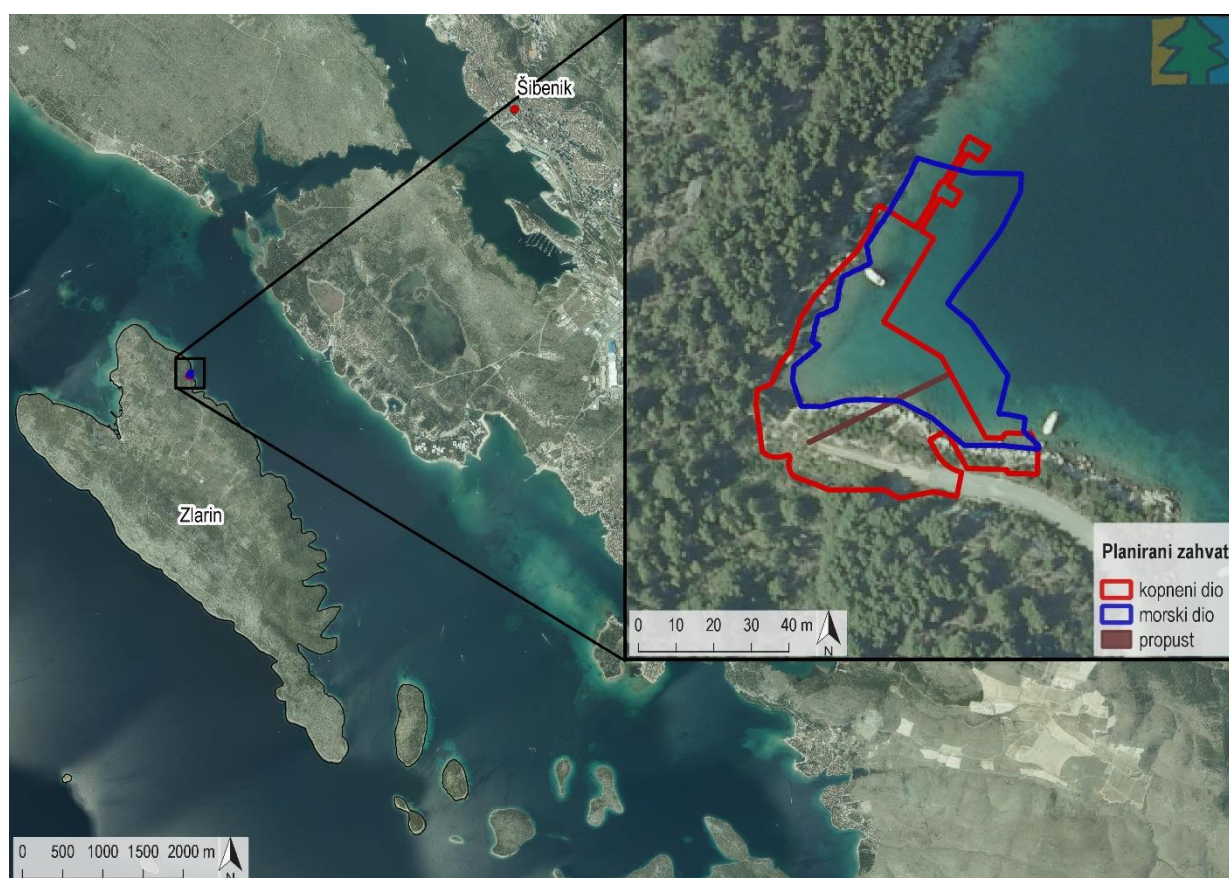 Šibenik
Zlarin
Planirani zahvat
kopneni dio
morski dio
propust
0 10 20 30 40 m
N
0 500 1000 1500 2000 m
N